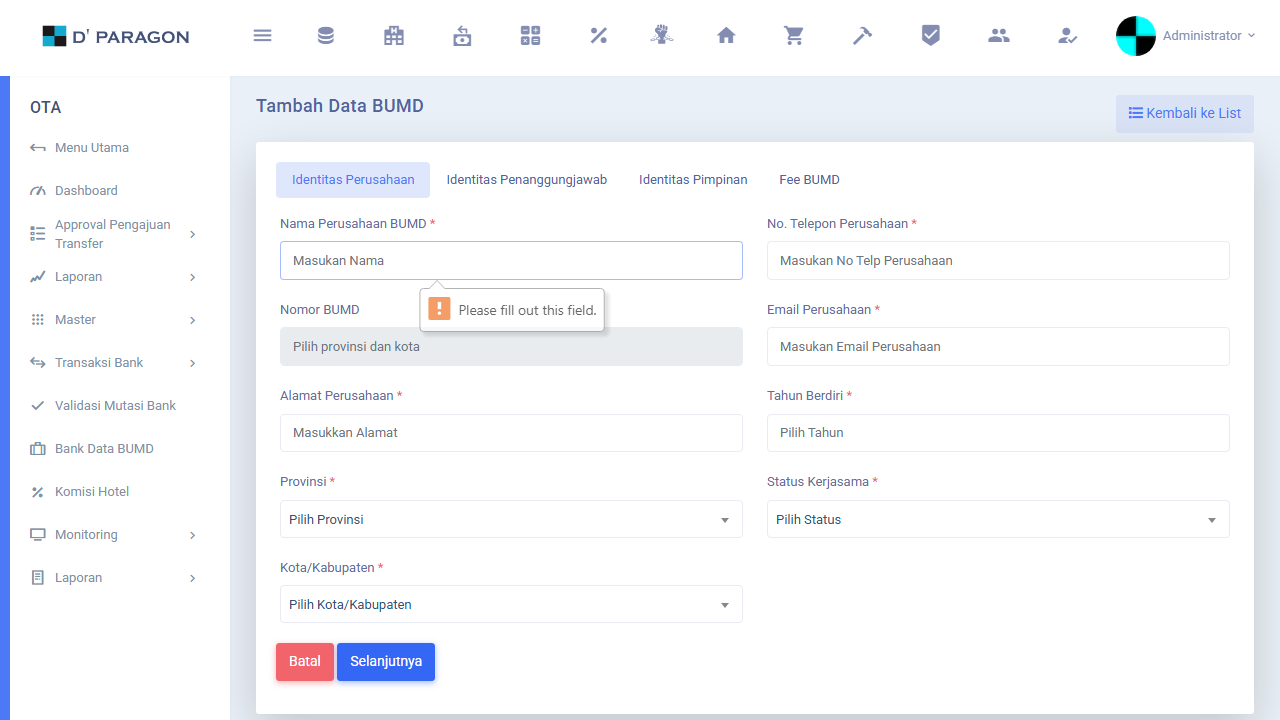 D' PARAGON
Administrator
OTA
Menu Utama
Dashboard
Approval Pengajuan
Transfer
Laporan
Master
Transaksi Bank
Validasi Mutasi Bank
Bank Data BUMD
Komisi Hotel
Monitoring
Laporan
Tambah Data BUMD
Kembali ke List
Identitas Perusahaan
Identitas Penanggungjawab
Identitas Pimpinan
Fee BUMD
Nama Perusahaan BUMD *
Masukan Nama
Please fill out this field.
Nomor BUMD
Pilih provinsi dan kota
Alamat Perusahaan *
Masukkan Alamat
Provinsi *
Pilih Provinsi
Kota/Kabupaten *
Pilih Kota/Kabupaten
No. Telepon Perusahaan *
Masukan No Telp Perusahaan
Email Perusahaan *
Masukan Email Perusahaan
Tahun Berdiri *
Pilih Tahun
Status Kerjasama *
Pilih Status
Batal
Selanjutnya